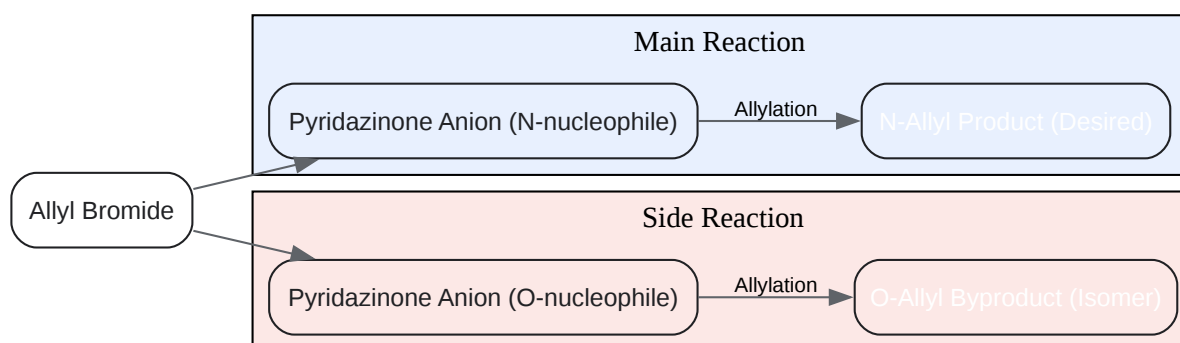 Main Reaction
Pyridazinone Anion (N-nucleophile)
Allylation
N-Allyl Product (Desired)
Allyl Bromide
Side Reaction
Pyridazinone Anion (O-nucleophile)
Allylation
O-Allyl Byproduct (Isomer)